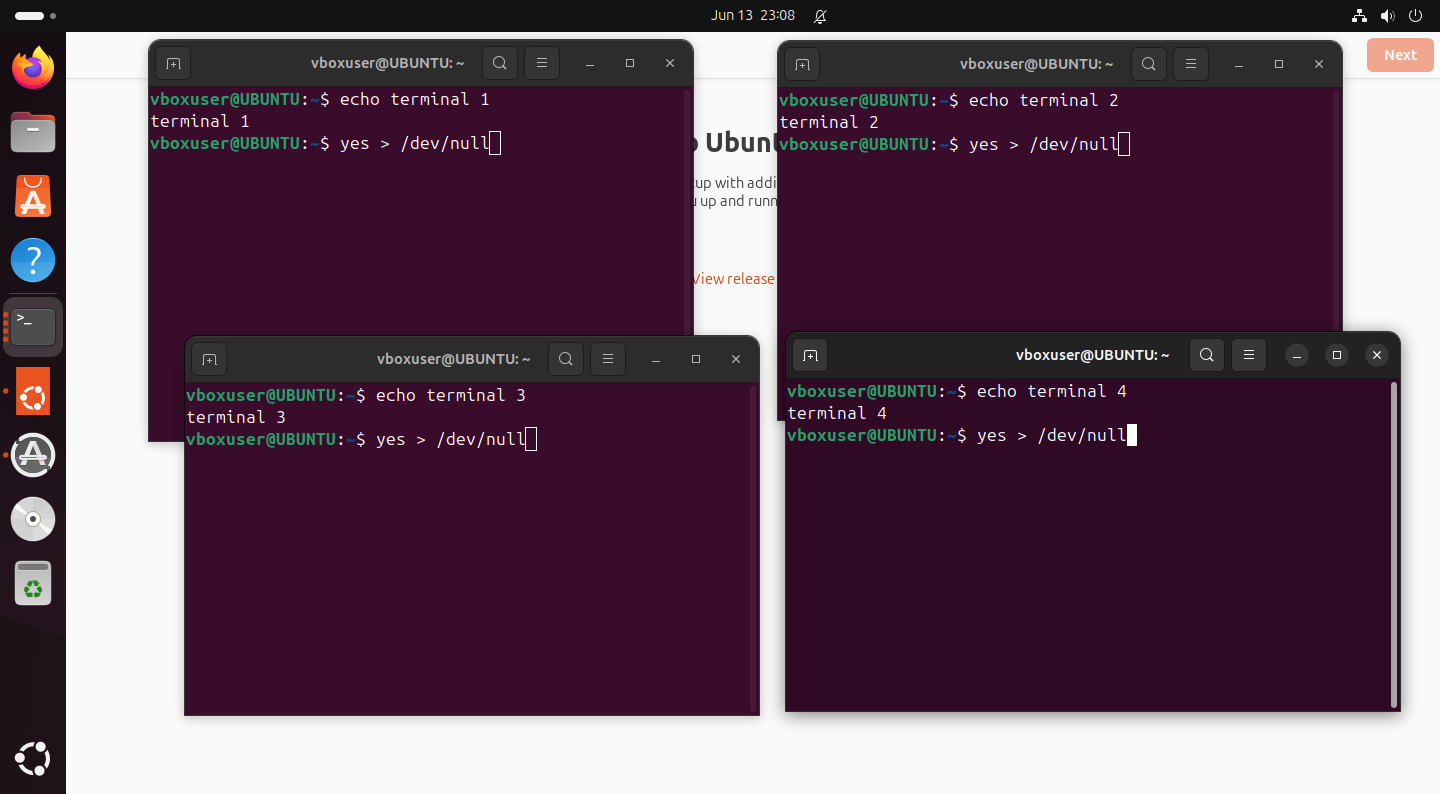 Jun 13 23:08
Next
vboxuser@UBUNTU: ~
vboxuser@UBUNTU:~$ echo terminal 1
terminal 1
vboxuser@UBUNTU:~$ yes > /dev/null
vboxuser@UBUNTU: ~
vboxuser@UBUNTU:~$ echo terminal 2
terminal 2
vboxuser@UBUNTU:~$ yes > /dev/null
up with
u up and
View release
vboxuser@UBUNTU: ~
vboxuser@UBUNTU:~$ echo terminal 3
terminal 3
vboxuser@UBUNTU:~$ yes > /dev/null
vboxuser@UBUNTU: ~
vboxuser@UBUNTU:~$ echo terminal 4
terminal 4
vboxuser@UBUNTU:~$ yes > /dev/null